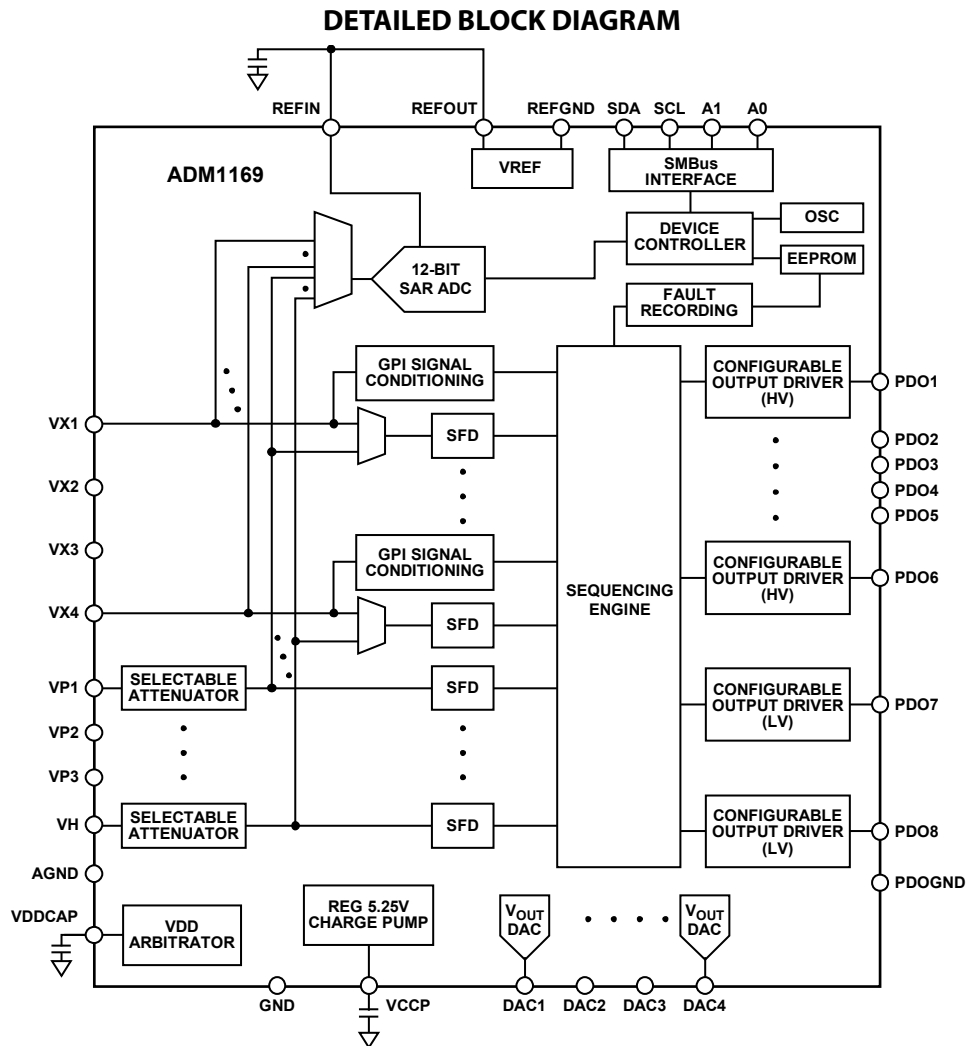 DETAILED BLOCK DIAGRAM
REFIN
REFOUT
REFGND
SDA
SCL
A1
A0
ADM1169
VREF
SMBus
INTERFACE
12-BIT
SAR ADC
DEVICE
CONTROLLER
OSC
EEPROM
FAULT
RECORDING
GPI SIGNAL
CONDITIONING
SFD
GPI SIGNAL
CONDITIONING
SFD
SFD
SFD
SELECTABLE
ATTENUATOR
SELECTABLE
ATTENUATOR
SEQUENCING
ENGINE
CONFIGURABLE
OUTPUT DRIVER
(HV)
CONFIGURABLE
OUTPUT DRIVER
(HV)
CONFIGURABLE
OUTPUT DRIVER
(LV)
CONFIGURABLE
OUTPUT DRIVER
(LV)
VX1
VX2
VX3
VX4
VP1
VP2
VP3
VH
AGND
VDDCAP
PDO1
PDO2
PDO3
PDO4
PDO5
PDO6
PDO7
PDO8
PDOGND
VDD
ARBITRATOR
REG 5.25V
CHARGE PUMP
VOUT
DAC
VOUT
DAC
GND
VCCP
DAC1
DAC2
DAC3
DAC4